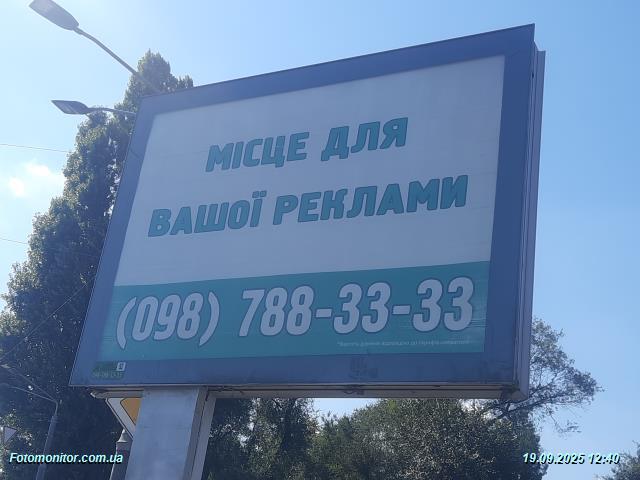 МІСЦЕ ДЛЯ
ВАШОЇ РЕКЛАМИ
(098) 788-33-33
Fotomonitor.com.ua
19.09.2025 12:40